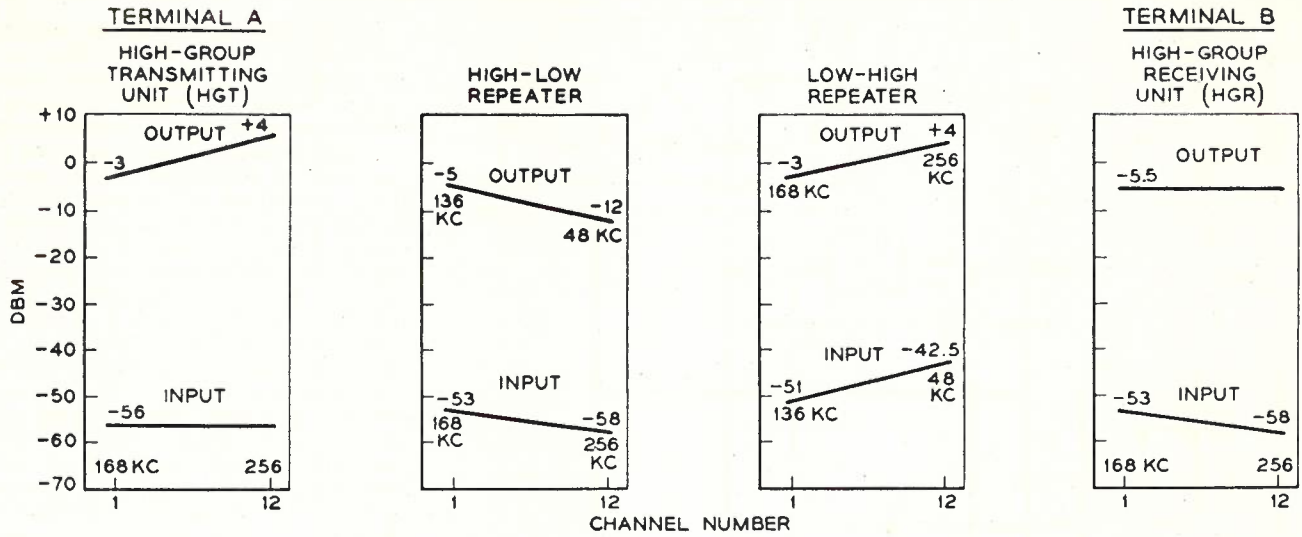 TERMINAL A
HIGH-GROUP
TRANSMITTING
UNIT (HGT)
HIGH-LOW
REPEATER
LOW-HIGH
REPEATER
TERMINAL B
HIGH-GROUP
RECEIVING
UNIT (HGR)
DBM
+10
0
-10
-20
-30
-40
-50
-60
-70
OUTPUT
+4
-3
INPUT
-56
168 KC
256
1
12
-5
OUTPUT
136
KC
-12
48 KC
INPUT
-53
168
KC
-58
256
KC
1
12
OUTPUT
+4
-3
256
KC
168 KC
INPUT
-42.5
-51
48
KC
136 KC
1
12
OUTPUT
-5.5
-53
INPUT
-58
168 KC
256
1
12
CHANNEL NUMBER